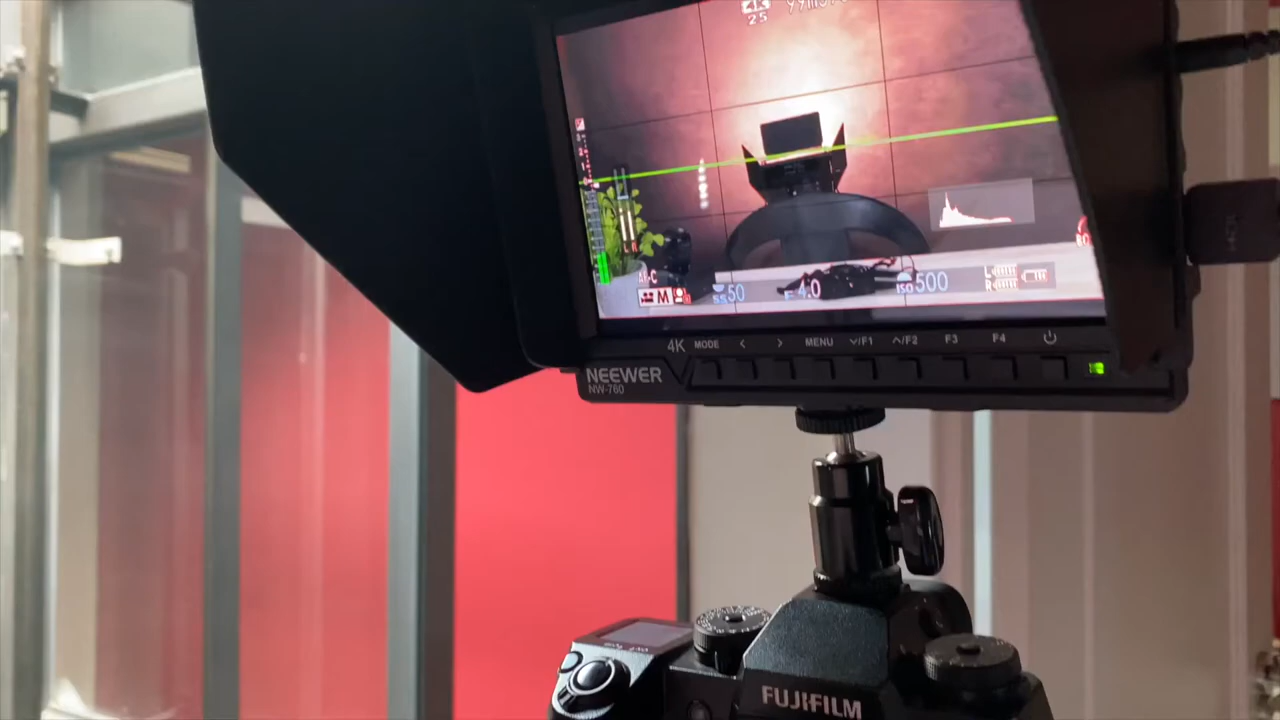 4K
25
AF-C
M
SS 50
F 4.0
ISO 500
L
R
4K MODE < > MENU ∨/F1 ∧/F2 F3 F4
NEEWER
NW-760
FUJIFILM